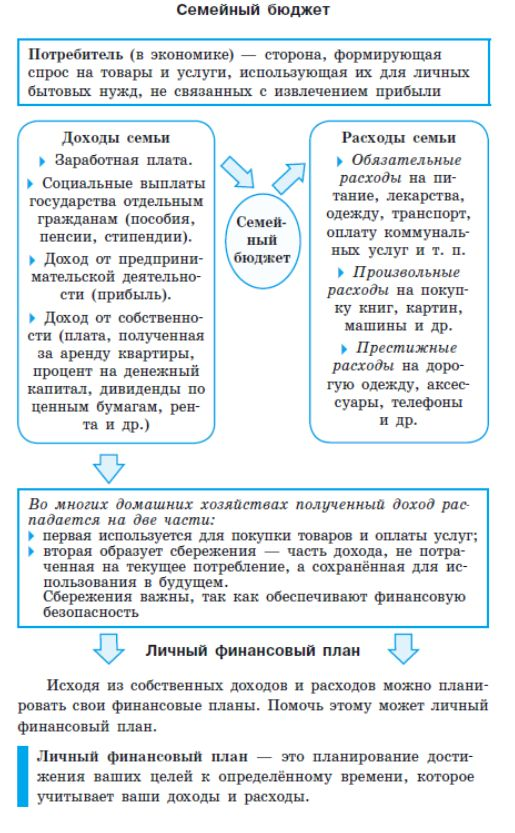 Семейный бюджет
Потребитель (в экономике) — сторона, формирующая
спрос на товары и услуги, использующая их для личных
бытовых нужд, не связанных с извлечением прибыли
Доходы семьи
Заработная плата.
Социальные выплаты
государства отдельным
гражданам (пособия,
пенсии, стипендии).
Доход от предприни-
мательской деятельно-
сти (прибыль).
Доход от собственно-
сти (плата, полученная
за аренду квартиры,
процент на денежный
капитал, дивиденды по
ценным бумагам, рен-
та и др.)
Семей-
ный
бюджет
Расходы семьи
Обязательные
расходы на пи-
тание, лекарства,
одежду, транспорт,
оплату коммуналь-
ных услуг и т. п.
Произвольные
расходы на покуп-
ку книг, картин,
машины и др.
Престижные
расходы на доро-
гую одежду, аксес-
суары, телефоны
и др.
Во многих домашних хозяйствах полученный доход рас-
падается на две части:
первая используется для покупки товаров и оплаты услуг;
вторая образует сбережения — часть дохода, не потра-
ченная на текущее потребление, а сохранённая для ис-
пользования в будущем.
Сбережения важны, так как обеспечивают финансовую
безопасность
Личный финансовый план
Исходя из собственных доходов и расходов можно плани-
ровать свои финансовые планы. Помочь этому может личный
финансовый план.
Личный финансовый план — это планирование дости-
жения ваших целей к определённому времени, которое
учитывает ваши доходы и расходы.